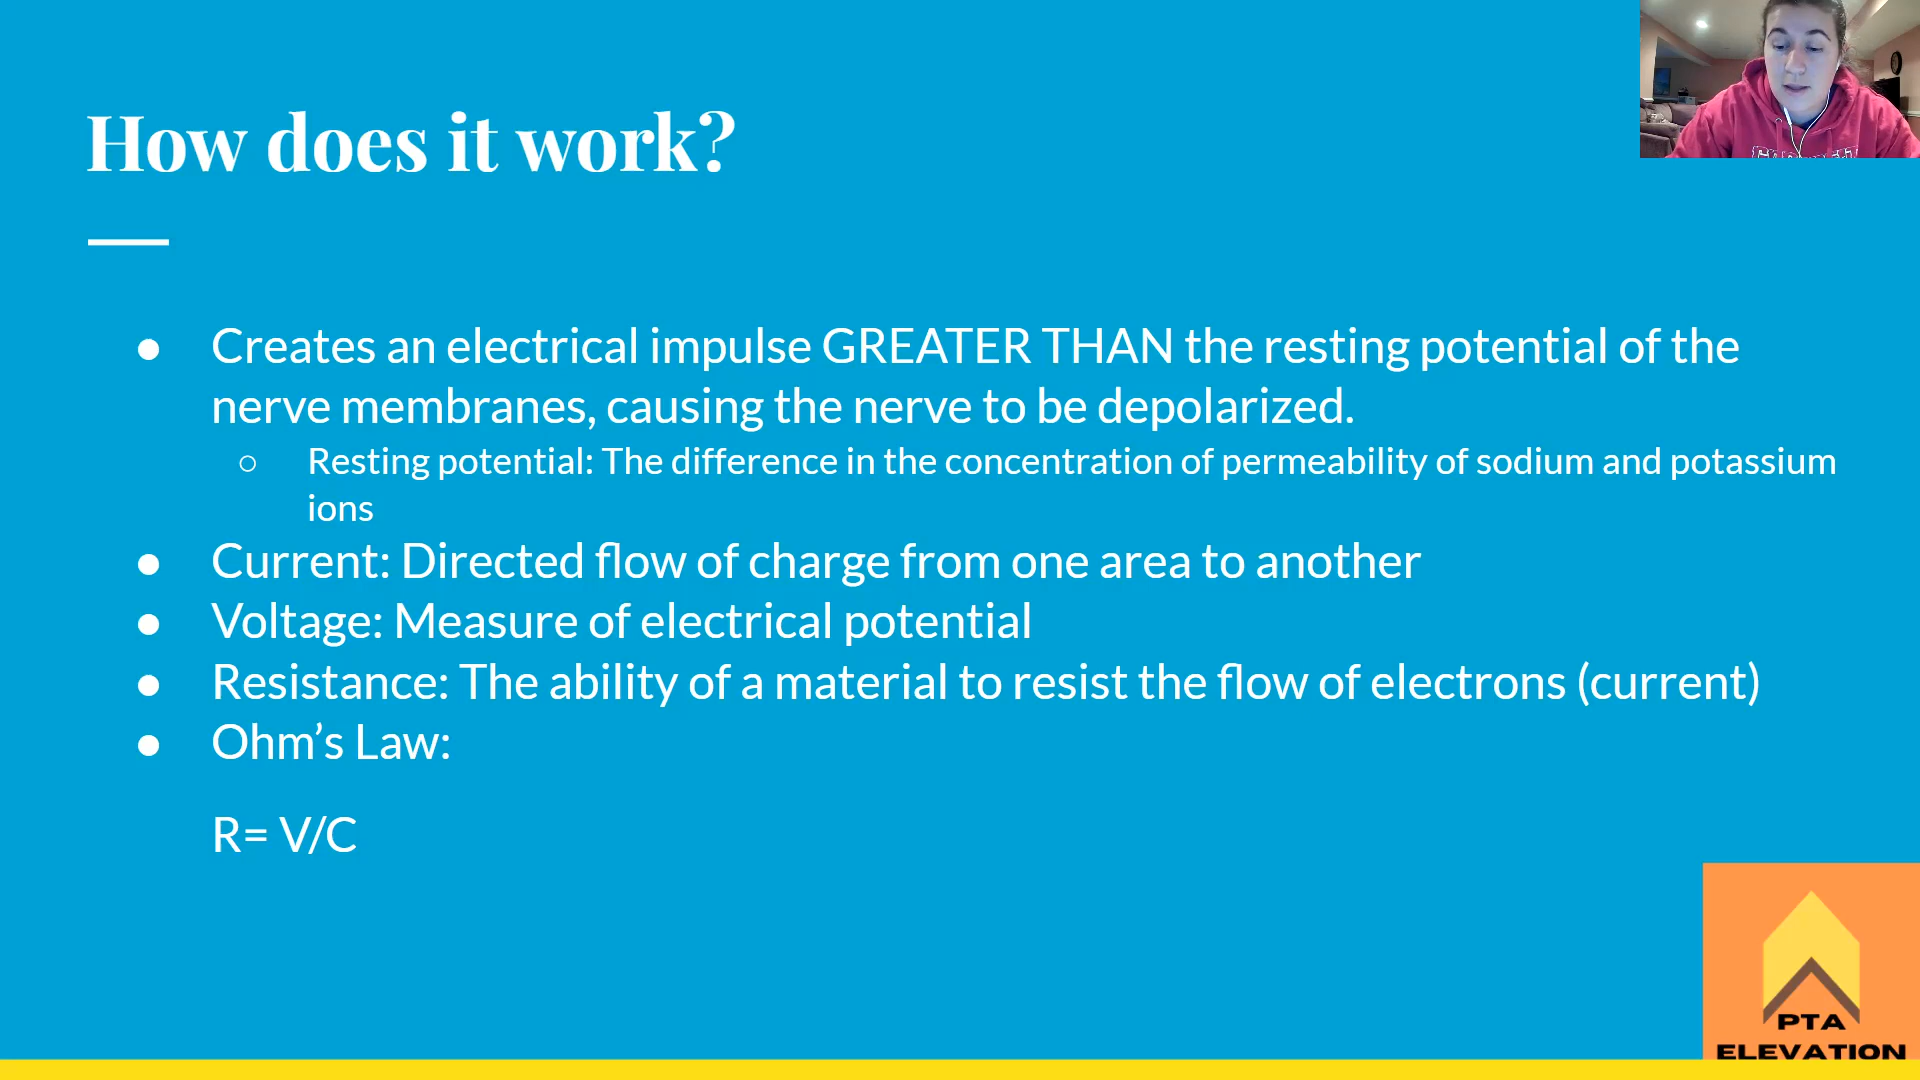 How does it work?
● Creates an electrical impulse GREATER THAN the resting potential of the
nerve membranes, causing the nerve to be depolarized.
○ Resting potential: The difference in the concentration of permeability of sodium and potassium
ions
● Current: Directed flow of charge from one area to another
● Voltage: Measure of electrical potential
● Resistance: The ability of a material to resist the flow of electrons (current)
● Ohm’s Law:
R= V/C
PTA
ELEVATION